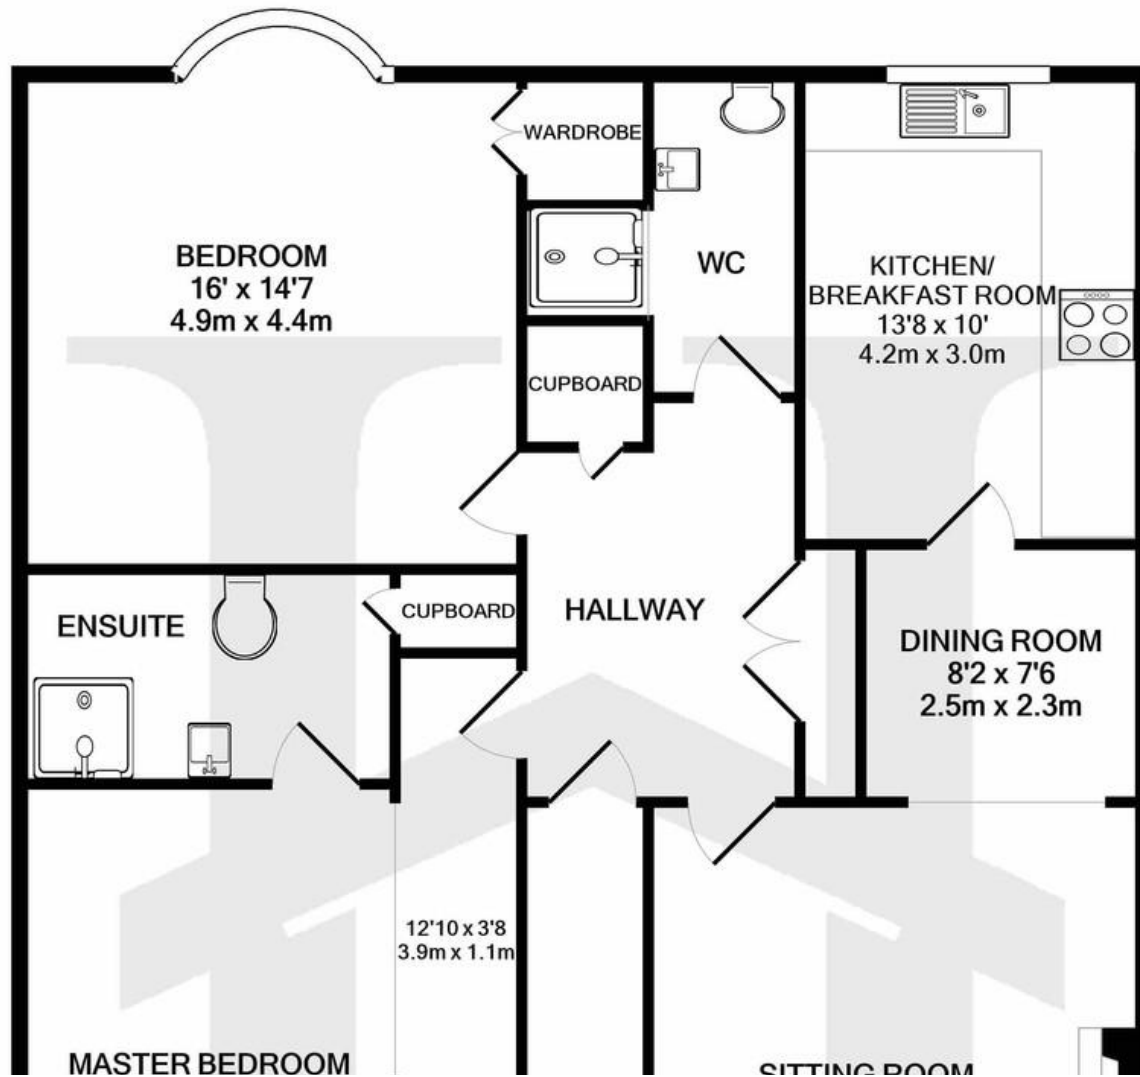 WARDROBE
BEDROOM
16' x 14'7
4.9m x 4.4m
WC
KITCHEN/
BREAKFAST ROOM
13'8 x 10'
4.2m x 3.0m
CUPBOARD
ENSUITE
CUPBOARD
HALLWAY
DINING ROOM
8'2 x 7'6
2.5m x 2.3m
12'10 x 3'8
3.9m x 1.1m
MASTER BEDROOM
SITTING ROOM